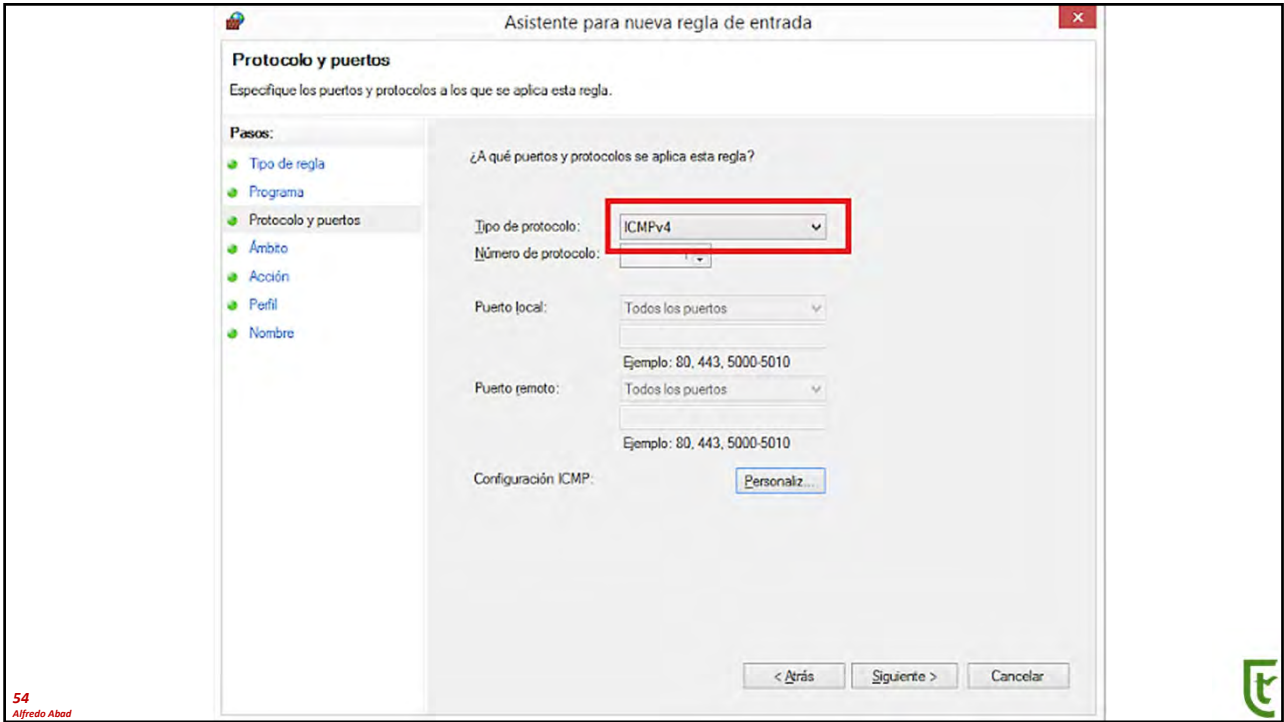 Asistente para nueva regla de entrada
x
Protocolo y puertos
Especifique los puertos y protocolos a los que se aplica esta regla.
Pasos:
Tipo de regla
Programa
Protocolo y puertos
Ámbito
Acción
Perfil
Nombre
¿A qué puertos y protocolos se aplica esta regla?
Tipo de protocolo: ICMPv4
Número de protocolo: 1
Puerto local: Todos los puertos
Ejemplo: 80, 443, 5000-5010
Puerto remoto: Todos los puertos
Ejemplo: 80, 443, 5000-5010
Configuración ICMP: Personaliz...
< Atrás Siguiente > Cancelar
54
Alfredo Abad